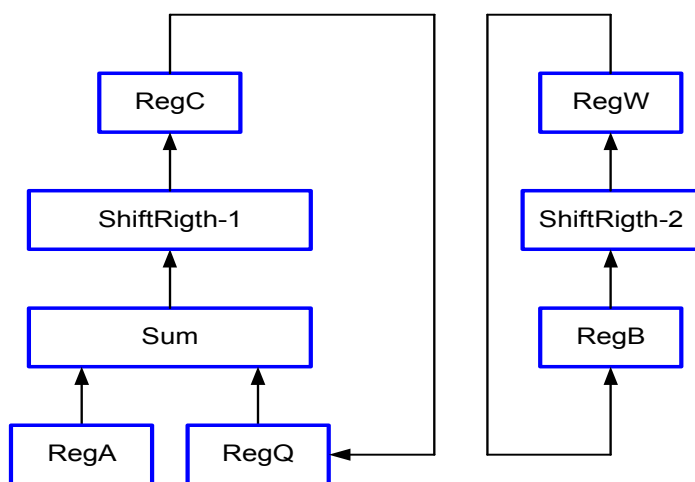 RegC
RegW
ShiftRigth-1
ShiftRigth-2
Sum
RegB
RegA
RegQ